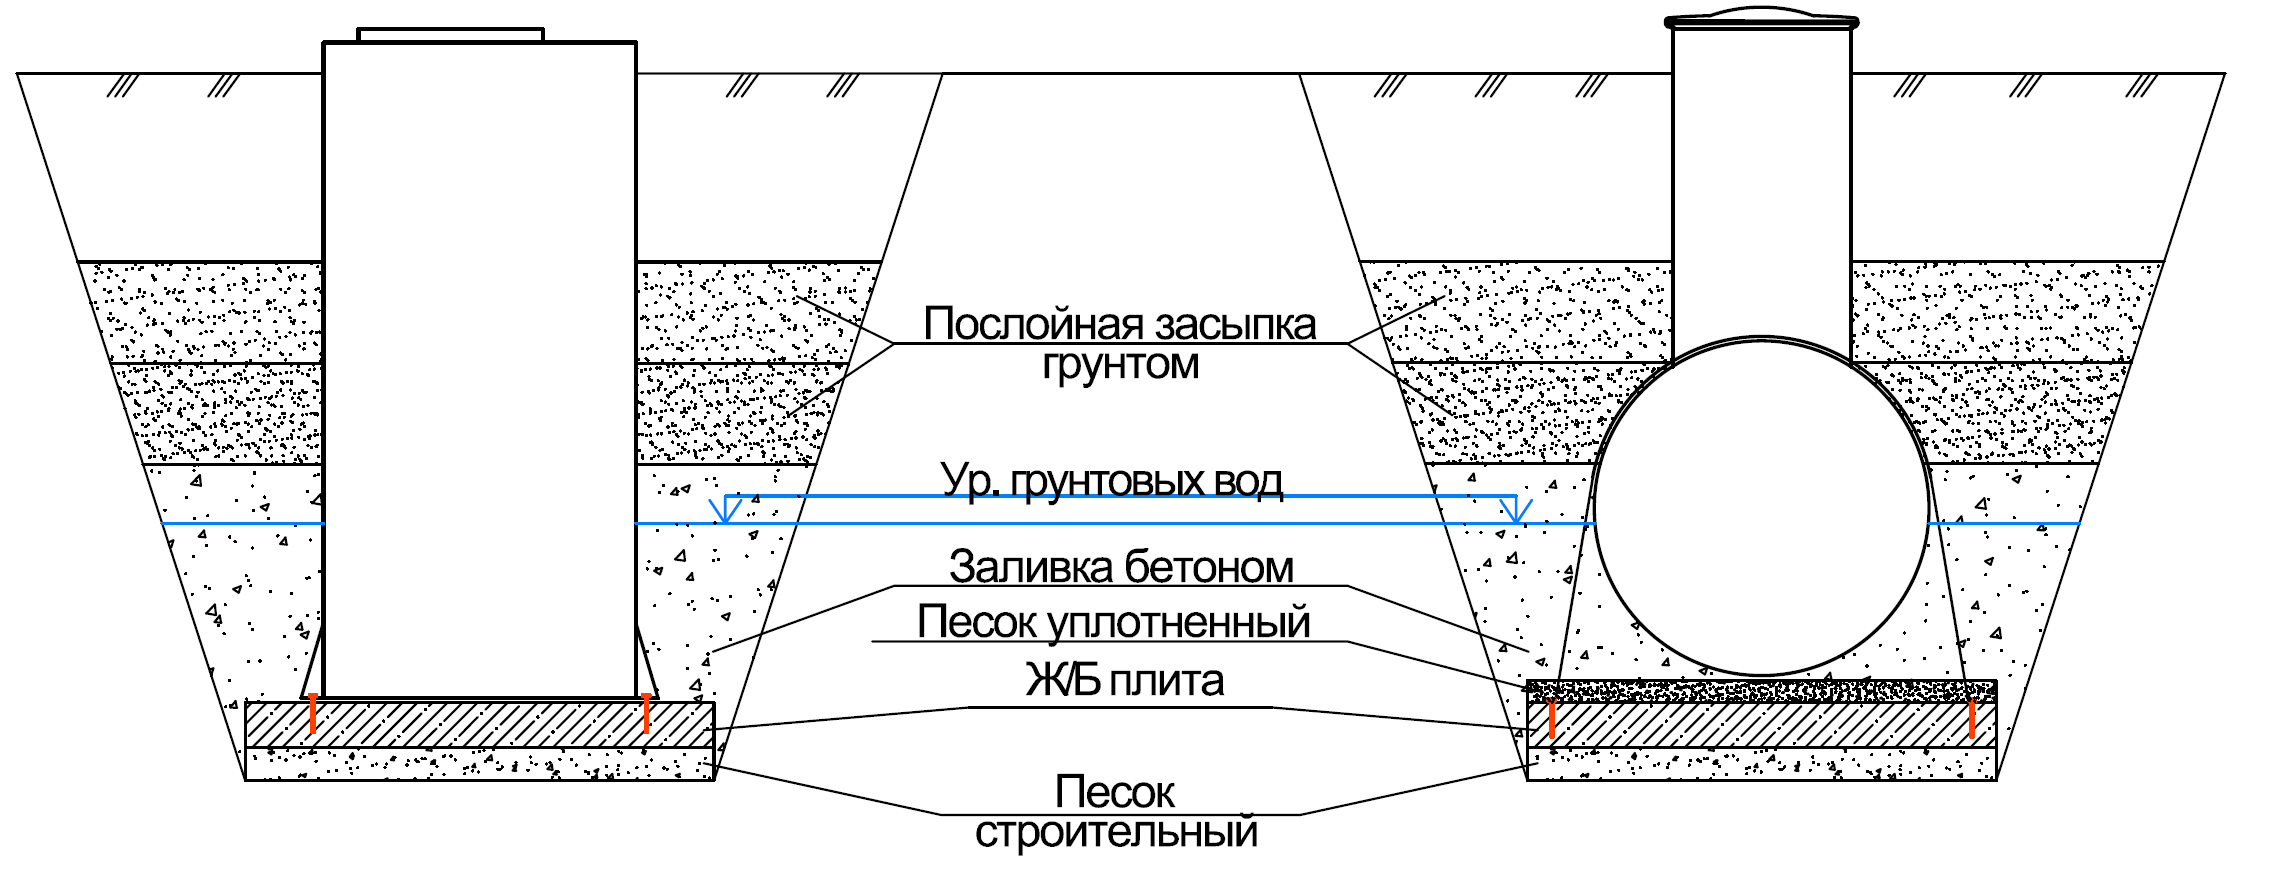 Послойная засыпка
грунтом
Ур. грунтовых вод
Заливка бетоном
Песок уплотненный
Ж/Б плита
Песок
строительный